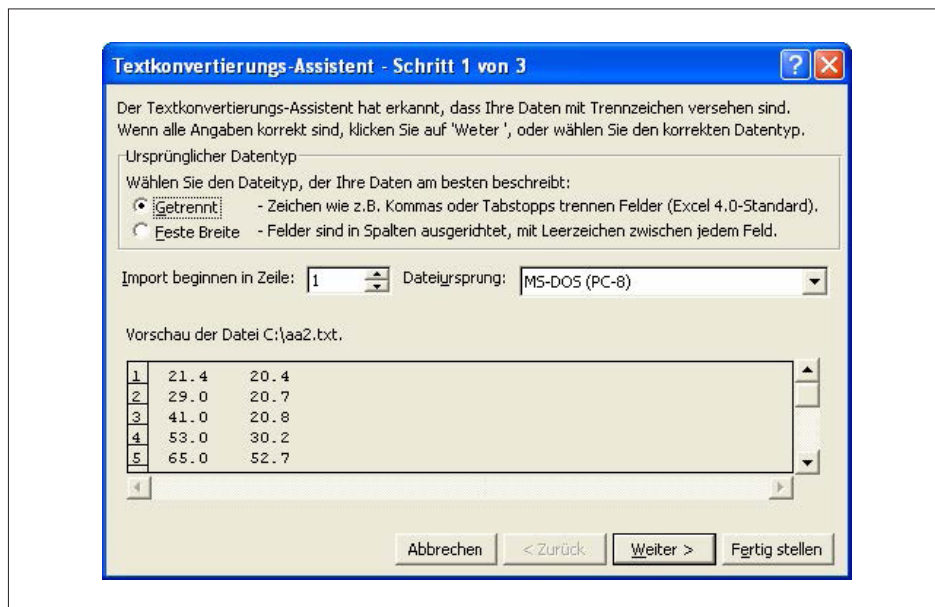 Textkonvertierungs-Assistent - Schritt 1 von 3
Der Textkonvertierungs-Assistent hat erkannt, dass Ihre Daten mit Trennzeichen versehen sind.
Wenn alle Angaben korrekt sind, klicken Sie auf 'Weter ', oder wählen Sie den korrekten Datentyp.
Ursprünglicher Datentyp
Wählen Sie den Dateityp, der Ihre Daten am besten beschreibt:
Getrennt - Zeichen wie z.B. Kommas oder Tabstopps trennen Felder (Excel 4.0-Standard).
Feste Breite - Felder sind in Spalten ausgerichtet, mit Leerzeichen zwischen jedem Feld.
Import beginnen in Zeile: 1 Dateiursprung: MS-DOS (PC-8)
Vorschau der Datei C:\aa2.txt.
1 21.4 20.4
2 29.0 20.7
3 41.0 20.8
4 53.0 30.2
5 65.0 52.7
Abbrechen < Zurück Weiter > Fertig stellen